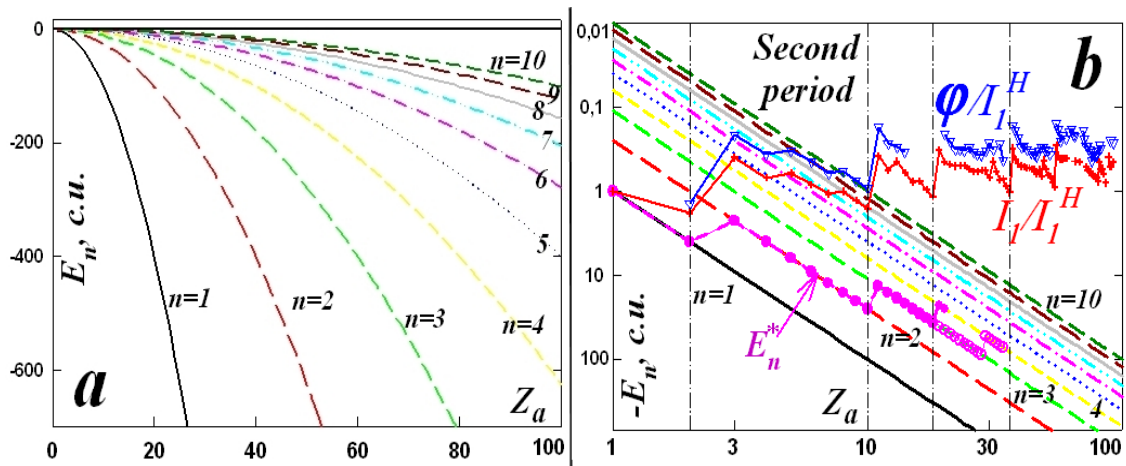 0
-200
-400
-600
0
20
40
60
80
100
E_n, c.u.
Z_a
a
n=1
n=2
n=3
n=4
5
6
7
8
9
n=10
0,01
0.1
1
10
100
1
3
10
30
100
-E_n, c.u.
Z_a
b
Second
period
φ/I_1^H
I_1/I_1^H
E_n^*
n=1
n=2
n=3
4
n=10